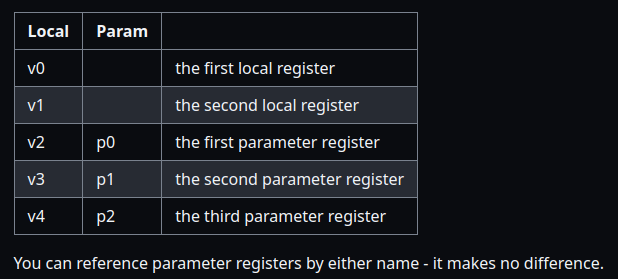 Local Param
v0 the first local register
v1 the second local register
v2 p0 the first parameter register
v3 p1 the second parameter register
v4 p2 the third parameter register
You can reference parameter registers by either name - it makes no difference.